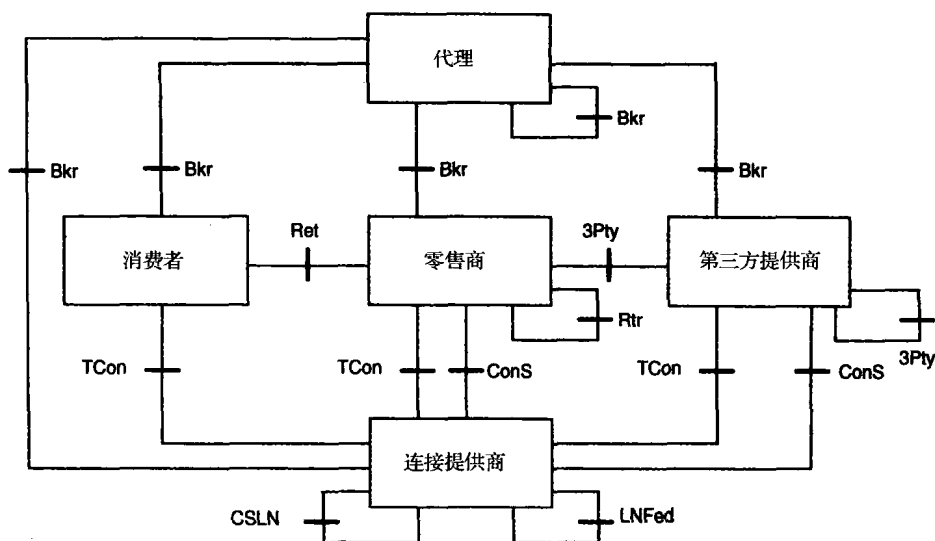 代理
Bkr
Bkr
Bkr
Bkr
Bkr
消费者
Ret
零售商
3Pty
第三方提供商
Rtr
3Pty
TCon
TCon
ConS
TCon
ConS
连接提供商
CSLN
LNFed